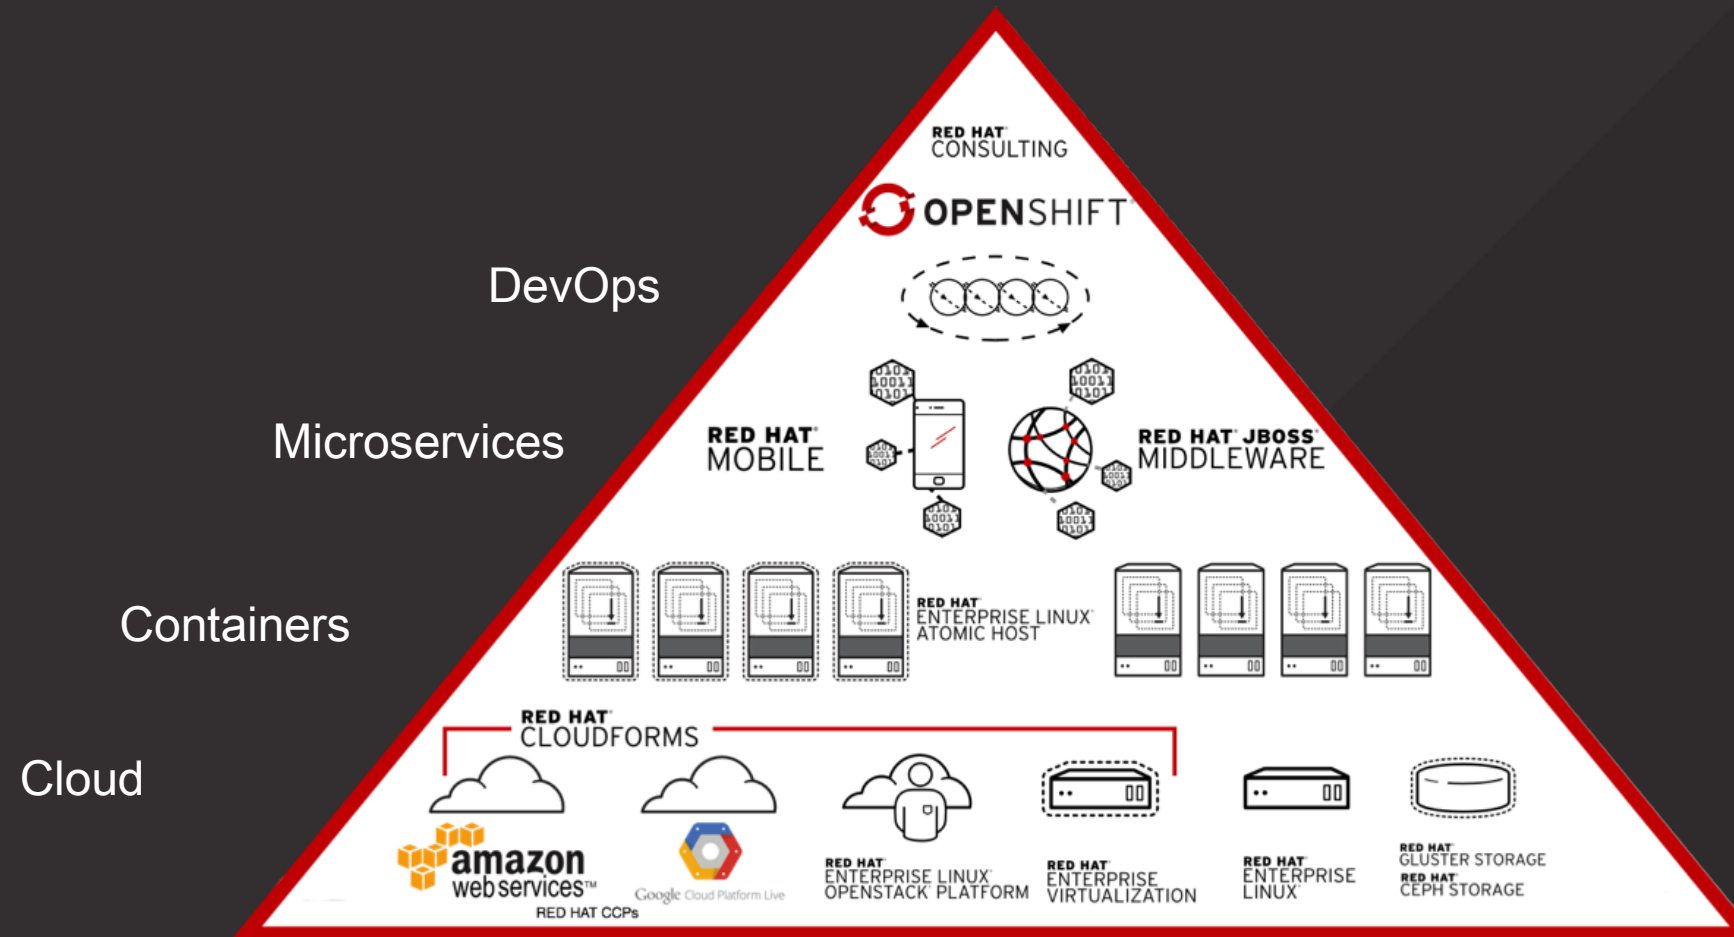 RED HAT
CONSULTING
OPENSHIFT
DevOps
Microservices
RED HAT
MOBILE
RED HAT JBOSS
MIDDLEWARE
Containers
RED HAT
ENTERPRISE LINUX
ATOMIC HOST
Cloud
RED HAT
CLOUDFORMS
amazon
web services™
RED HAT CCPs
Google Cloud Platform Live
RED HAT
ENTERPRISE LINUX
OPENSTACK PLATFORM
RED HAT
ENTERPRISE
VIRTUALIZATION
RED HAT
ENTERPRISE
LINUX
RED HAT
GLUSTER STORAGE
RED HAT
CEPH STORAGE